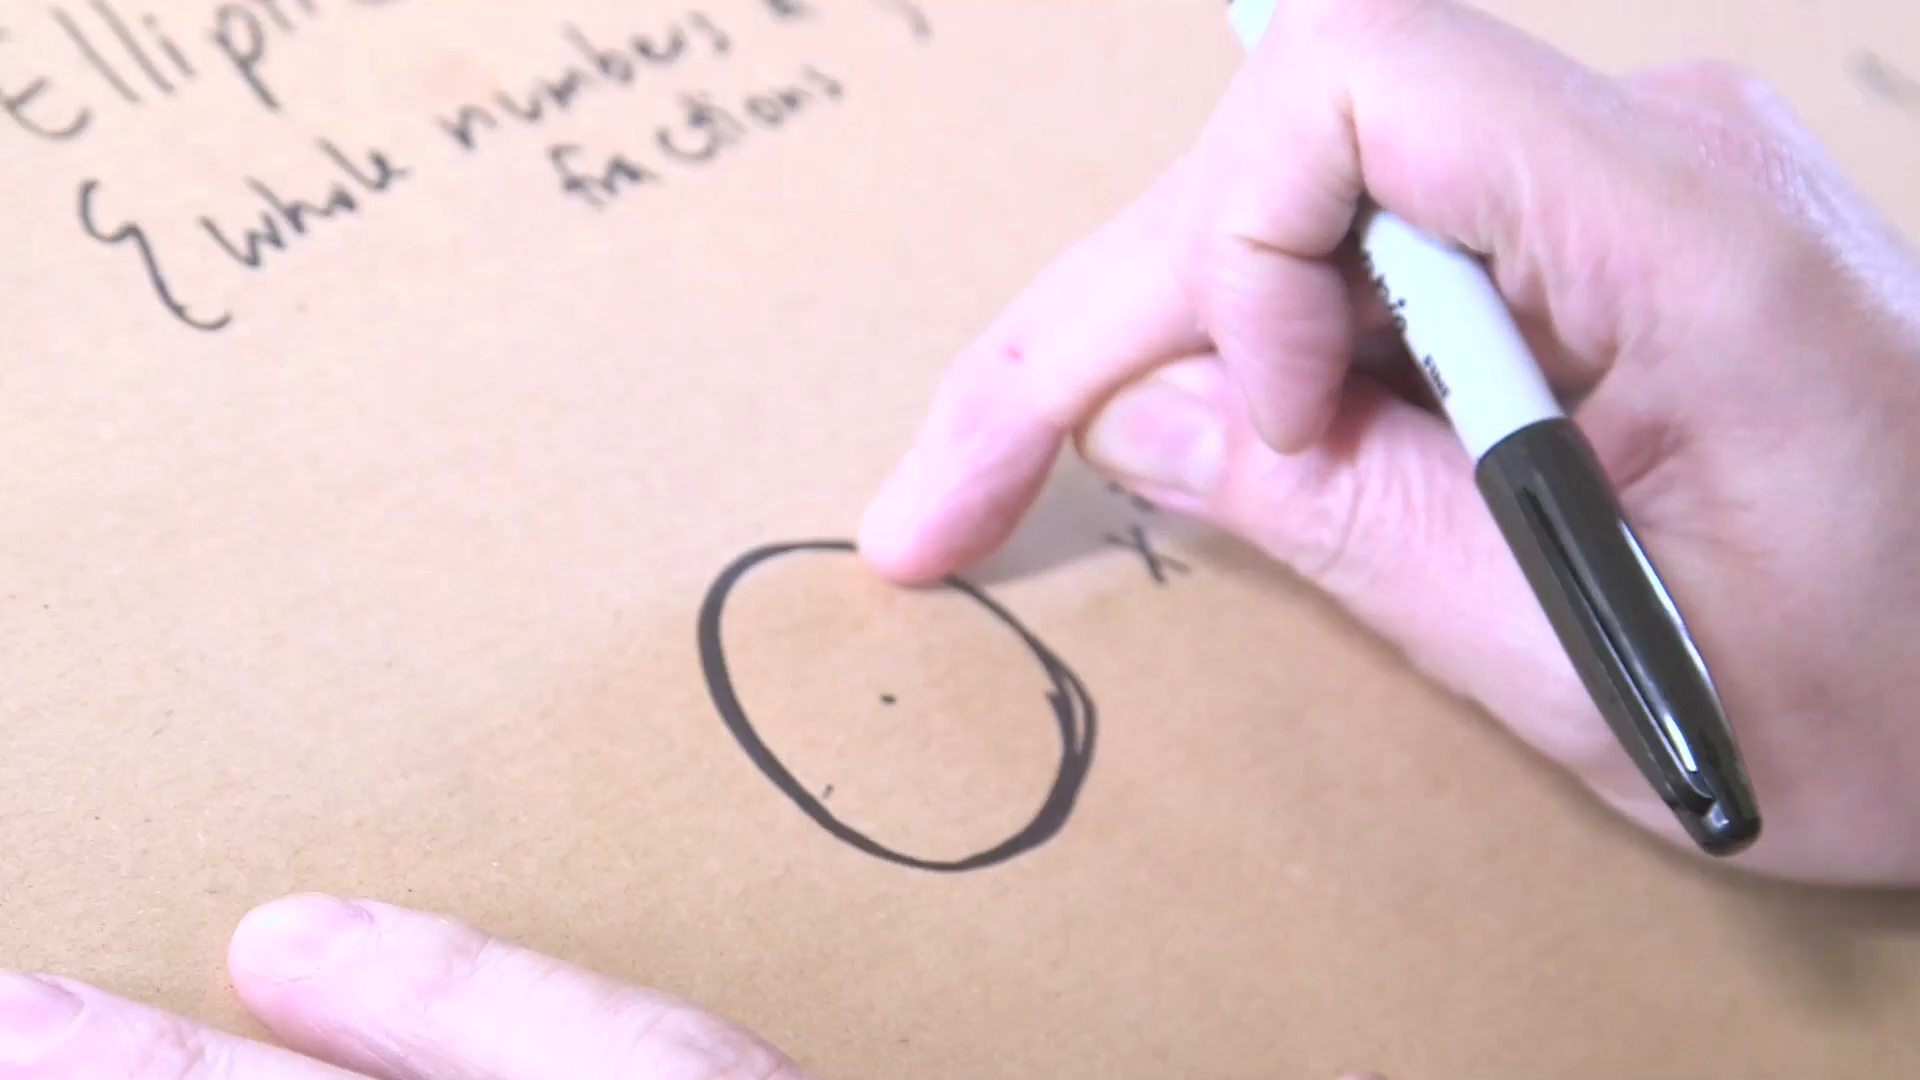 Ellipti
{ whole numbers
fractions
x